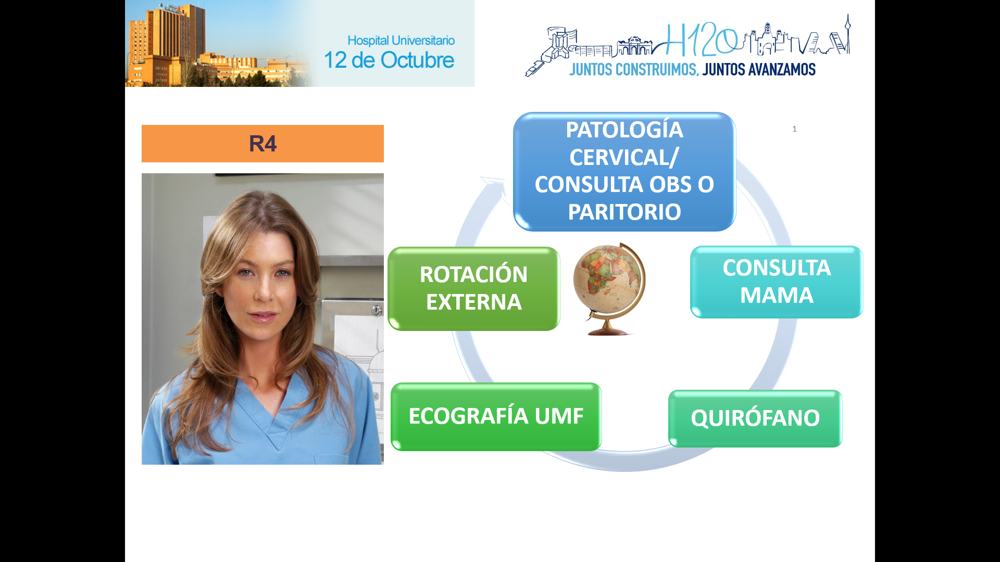 Hospital Universitario
12 de Octubre
H12O
JUNTOS CONSTRUIMOS, JUNTOS AVANZAMOS
R4
1
PATOLOGÍA
CERVICAL/
CONSULTA OBS O
PARITORIO
CONSULTA
MAMA
QUIRÓFANO
ECOGRAFÍA UMF
ROTACIÓN
EXTERNA